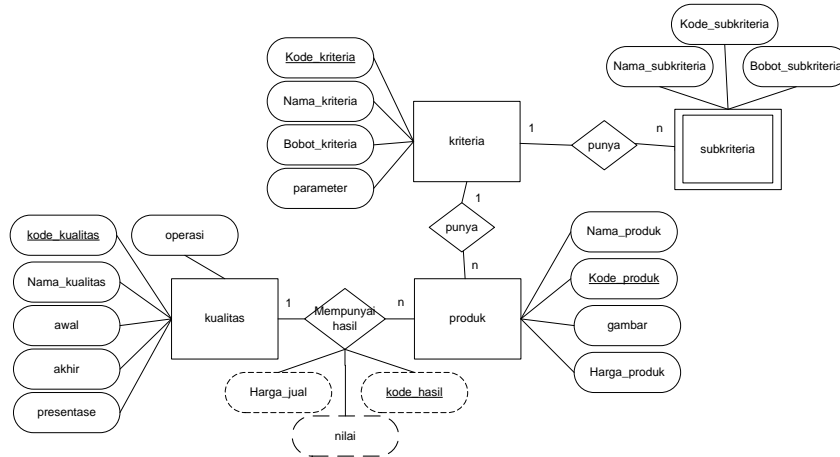 Kode_subkriteria
Kode_kriteria
Nama_subkriteria
Bobot_subkriteria
Nama_kriteria
Bobot_kriteria
parameter
kriteria
1
punya
n
subkriteria
1
punya
n
kode_kualitas
operasi
Nama_kualitas
awal
akhir
presentase
kualitas
1
Mempunyai
hasil
n
produk
Nama_produk
Kode_produk
gambar
Harga_produk
Harga_jual
kode_hasil
nilai